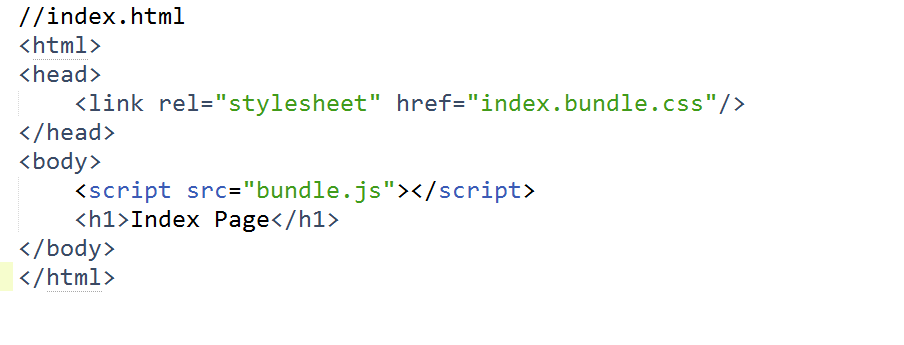 //index.html
<html>
<head>
    <link rel="stylesheet" href="index.bundle.css"/>
</head>
<body>
    <script src="bundle.js"></script>
    <h1>Index Page</h1>
</body>
</html>